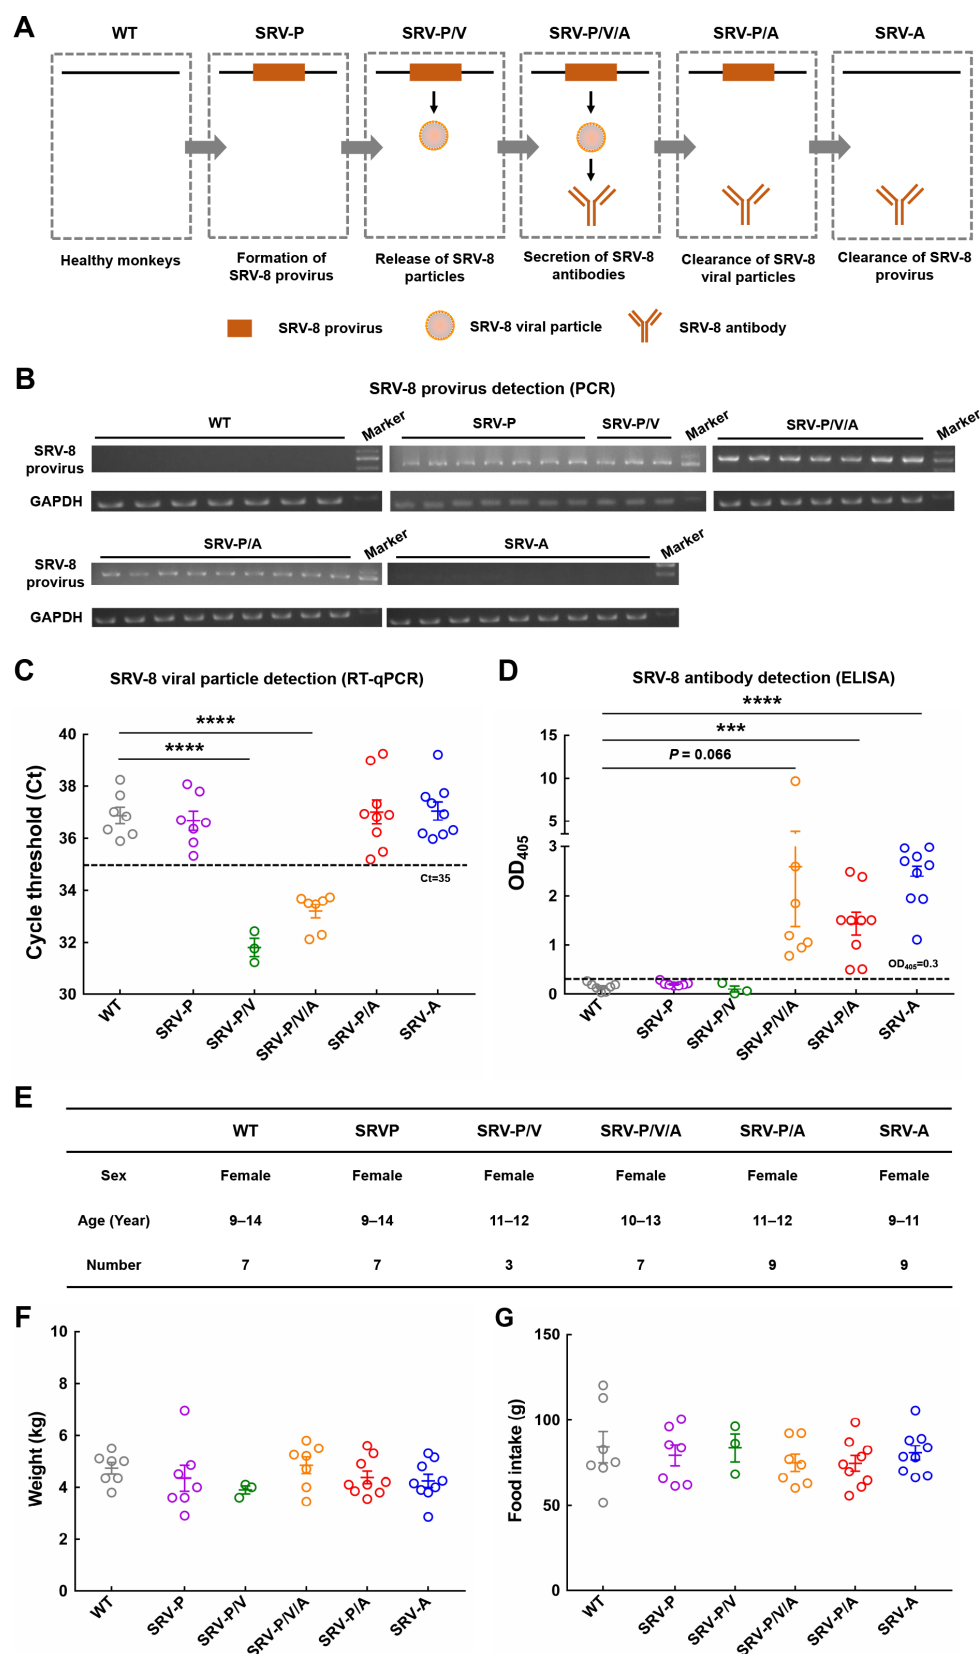 A
WT SRV-P SRV-P/V SRV-P/V/A SRV-P/A SRV-A
Healthy monkeys
Formation of
SRV-8 provirus
Release of SRV-8
particles
Secretion of SRV-8
antibodies
Clearance of SRV-8
viral particles
Clearance of SRV-8
provirus
SRV-8 provirus SRV-8 viral particle SRV-8 antibody
B
SRV-8 provirus detection (PCR)
WT Marker SRV-P SRV-P/V Marker SRV-P/V/A Marker
SRV-8
provirus
GAPDH
SRV-P/A Marker SRV-A Marker
SRV-8
provirus
GAPDH
C
SRV-8 viral particle detection (RT-qPCR)
****
****
Cycle threshold (Ct)
40
38
36
34
32
30
Ct=35
WT SRV-P SRV-P/V SRV-P/V/A SRV-P/A SRV-A
D
SRV-8 antibody detection (ELISA)
****
***
P = 0.066
OD405
15
10
5
3
2
1
0
OD405=0.3
WT SRV-P SRV-P/V SRV-P/V/A SRV-P/A SRV-A
E
WT SRVP SRV-P/V SRV-P/V/A SRV-P/A SRV-A
Sex Female Female Female Female Female Female
Age (Year) 9–14 9–14 11–12 10–13 11–12 9–11
Number 7 7 3 7 9 9
F
Weight (kg)
10
8
6
4
2
0
WT SRV-P SRV-P/V SRV-P/V/A SRV-P/A SRV-A
G
Food intake (g)
150
100
50
0
WT SRV-P SRV-P/V SRV-P/V/A SRV-P/A SRV-A